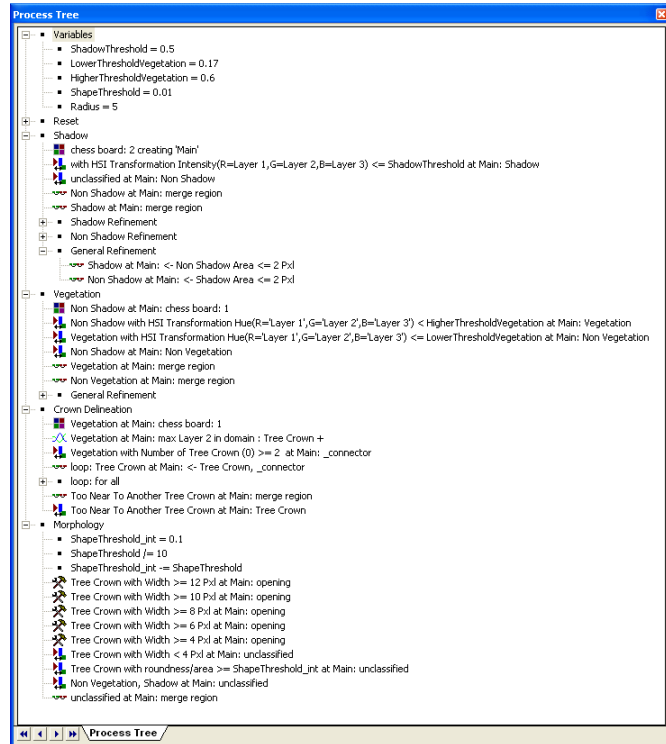 Process Tree
Variables
ShadowThreshold = 0.5
LowerThresholdVegetation = 0.17
HigherThresholdVegetation = 0.6
ShapeThreshold = 0.01
Radius = 5
Reset
Shadow
chess board: 2 creating 'Main'
with HSI Transformation Intensity(R=Layer 1,G=Layer 2,B=Layer 3) <= ShadowThreshold at Main: Shadow
unclassified at Main: Non Shadow
Non Shadow at Main: merge region
Shadow at Main: merge region
Shadow Refinement
Non Shadow Refinement
General Refinement
Shadow at Main: <- Non Shadow Area <= 2 Pxl
Non Shadow at Main: <- Shadow Area <= 2 Pxl
Vegetation
Non Shadow at Main: chess board: 1
Non Shadow with HSI Transformation Hue(R='Layer 1',G='Layer 2',B='Layer 3') < HigherThresholdVegetation at Main: Vegetation
Vegetation with HSI Transformation Hue(R='Layer 1',G='Layer 2',B='Layer 3') <= LowerThresholdVegetation at Main: Non Vegetation
Non Shadow at Main: Non Vegetation
Vegetation at Main: merge region
Non Vegetation at Main: merge region
General Refinement
Crown Delineation
Vegetation at Main: chess board: 1
Vegetation at Main: max Layer 2 in domain : Tree Crown +
Vegetation with Number of Tree Crown (0) >= 2 at Main: _connector
loop: Tree Crown at Main: <- Tree Crown, _connector
loop: for all
Too Near To Another Tree Crown at Main: merge region
Too Near To Another Tree Crown at Main: Tree Crown
Morphology
ShapeThreshold_int = 0.1
ShapeThreshold /= 10
ShapeThreshold_int -= ShapeThreshold
Tree Crown with Width >= 12 Pxl at Main: opening
Tree Crown with Width >= 10 Pxl at Main: opening
Tree Crown with Width >= 8 Pxl at Main: opening
Tree Crown with Width >= 6 Pxl at Main: opening
Tree Crown with Width >= 4 Pxl at Main: opening
Tree Crown with Width < 4 Pxl at Main: unclassified
Tree Crown with roundness/area >= ShapeThreshold_int at Main: unclassified
Non Vegetation, Shadow at Main: unclassified
unclassified at Main: merge region
Process Tree